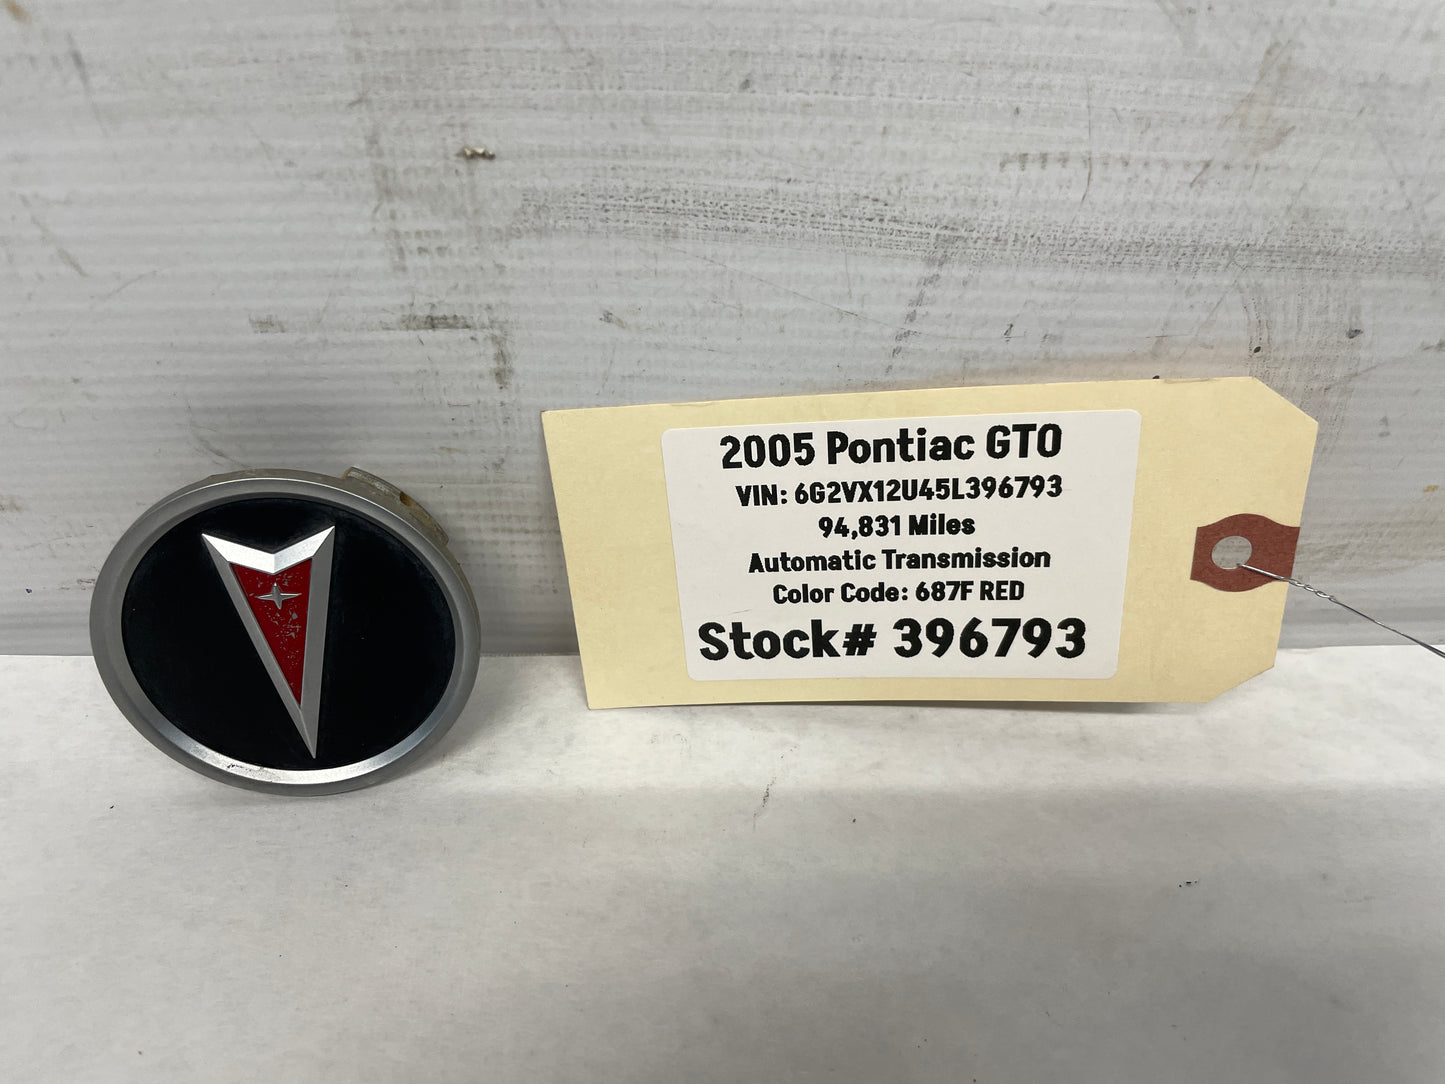 2005 Pontiac GTO
VIN: 6G2VX12U45L396793
94,831 Miles
Automatic Transmission
Color Code: 687F RED
Stock# 396793